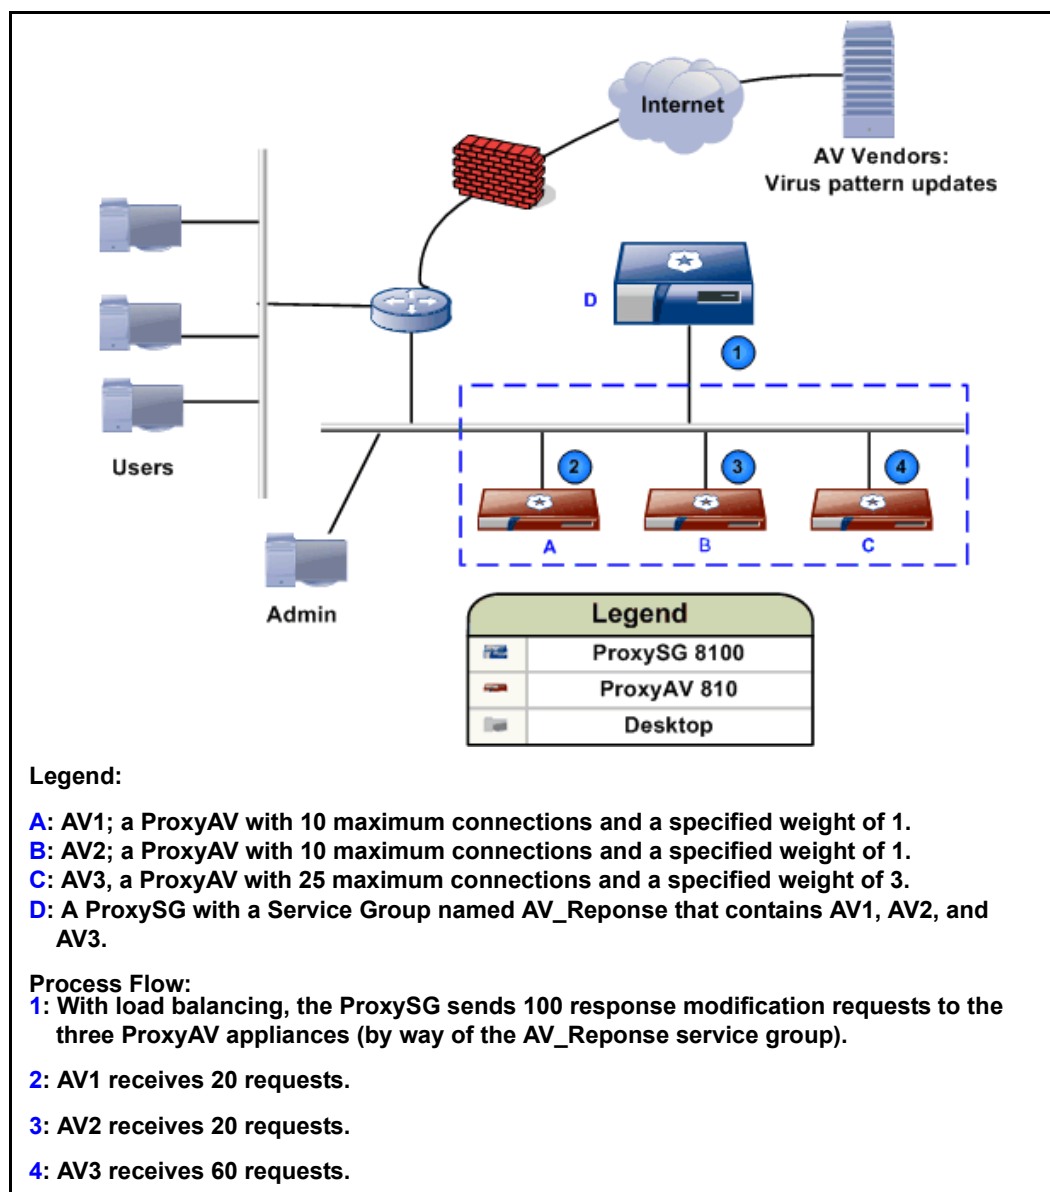 Internet
AV Vendors:
Virus pattern updates
D
1
Users
2
3
4
A
B
C
Admin
Legend
ProxySG 8100
ProxyAV 810
Desktop
Legend:
A: AV1; a ProxyAV with 10 maximum connections and a specified weight of 1.
B: AV2; a ProxyAV with 10 maximum connections and a specified weight of 1.
C: AV3, a ProxyAV with 25 maximum connections and a specified weight of 3.
D: A ProxySG with a Service Group named AV_Reponse that contains AV1, AV2, and
AV3.
Process Flow:
1: With load balancing, the ProxySG sends 100 response modification requests to the
three ProxyAV appliances (by way of the AV_Reponse service group).
2: AV1 receives 20 requests.
3: AV2 receives 20 requests.
4: AV3 receives 60 requests.